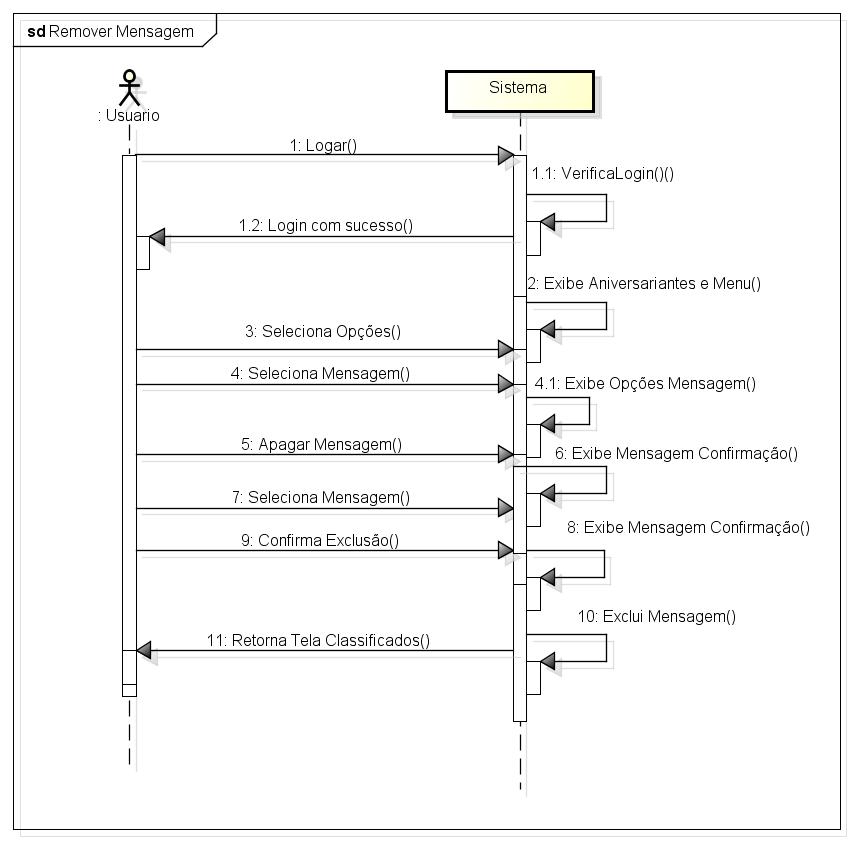 sd Remover Mensagem
: Usuario
Sistema
1: Logar()
1.1: VerificaLogin()()
1.2: Login com sucesso()
2: Exibe Aniversariantes e Menu()
3: Seleciona Opções()
4: Seleciona Mensagem()
4.1: Exibe Opções Mensagem()
5: Apagar Mensagem()
6: Exibe Mensagem Confirmação()
7: Seleciona Mensagem()
8: Exibe Mensagem Confirmação()
9: Confirma Exclusão()
10: Exclui Mensagem()
11: Retorna Tela Classificados()